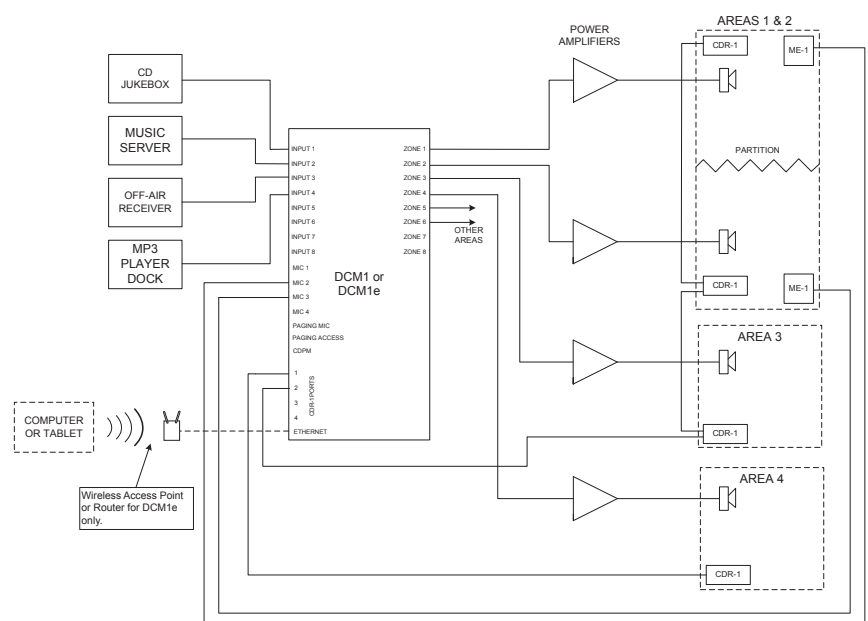 POWER
AMPLIFIERS
AREAS 1 & 2
CDR-1
ME-1
CD
JUKEBOX
MUSIC
SERVER
OFF-AIR
RECEIVER
MP3
PLAYER
DOCK
INPUT 1
INPUT 2
INPUT 3
INPUT 4
INPUT 5
INPUT 6
INPUT 7
INPUT 8
MIC 1
MIC 2
MIC 3
MIC 4
PAGING MIC
PAGING ACCESS
CDPM
1
2
3
4
CDR-1PORTS
ETHERNET
DCM1 or
DCM1e
ZONE 1
ZONE 2
ZONE 3
ZONE 4
ZONE 5
ZONE 6
ZONE 7
ZONE 8
OTHER
AREAS
PARTITION
CDR-1
ME-1
AREA 3
CDR-1
AREA 4
CDR-1
COMPUTER
OR TABLET
Wireless Access Point
or Router for DCM1e
only.